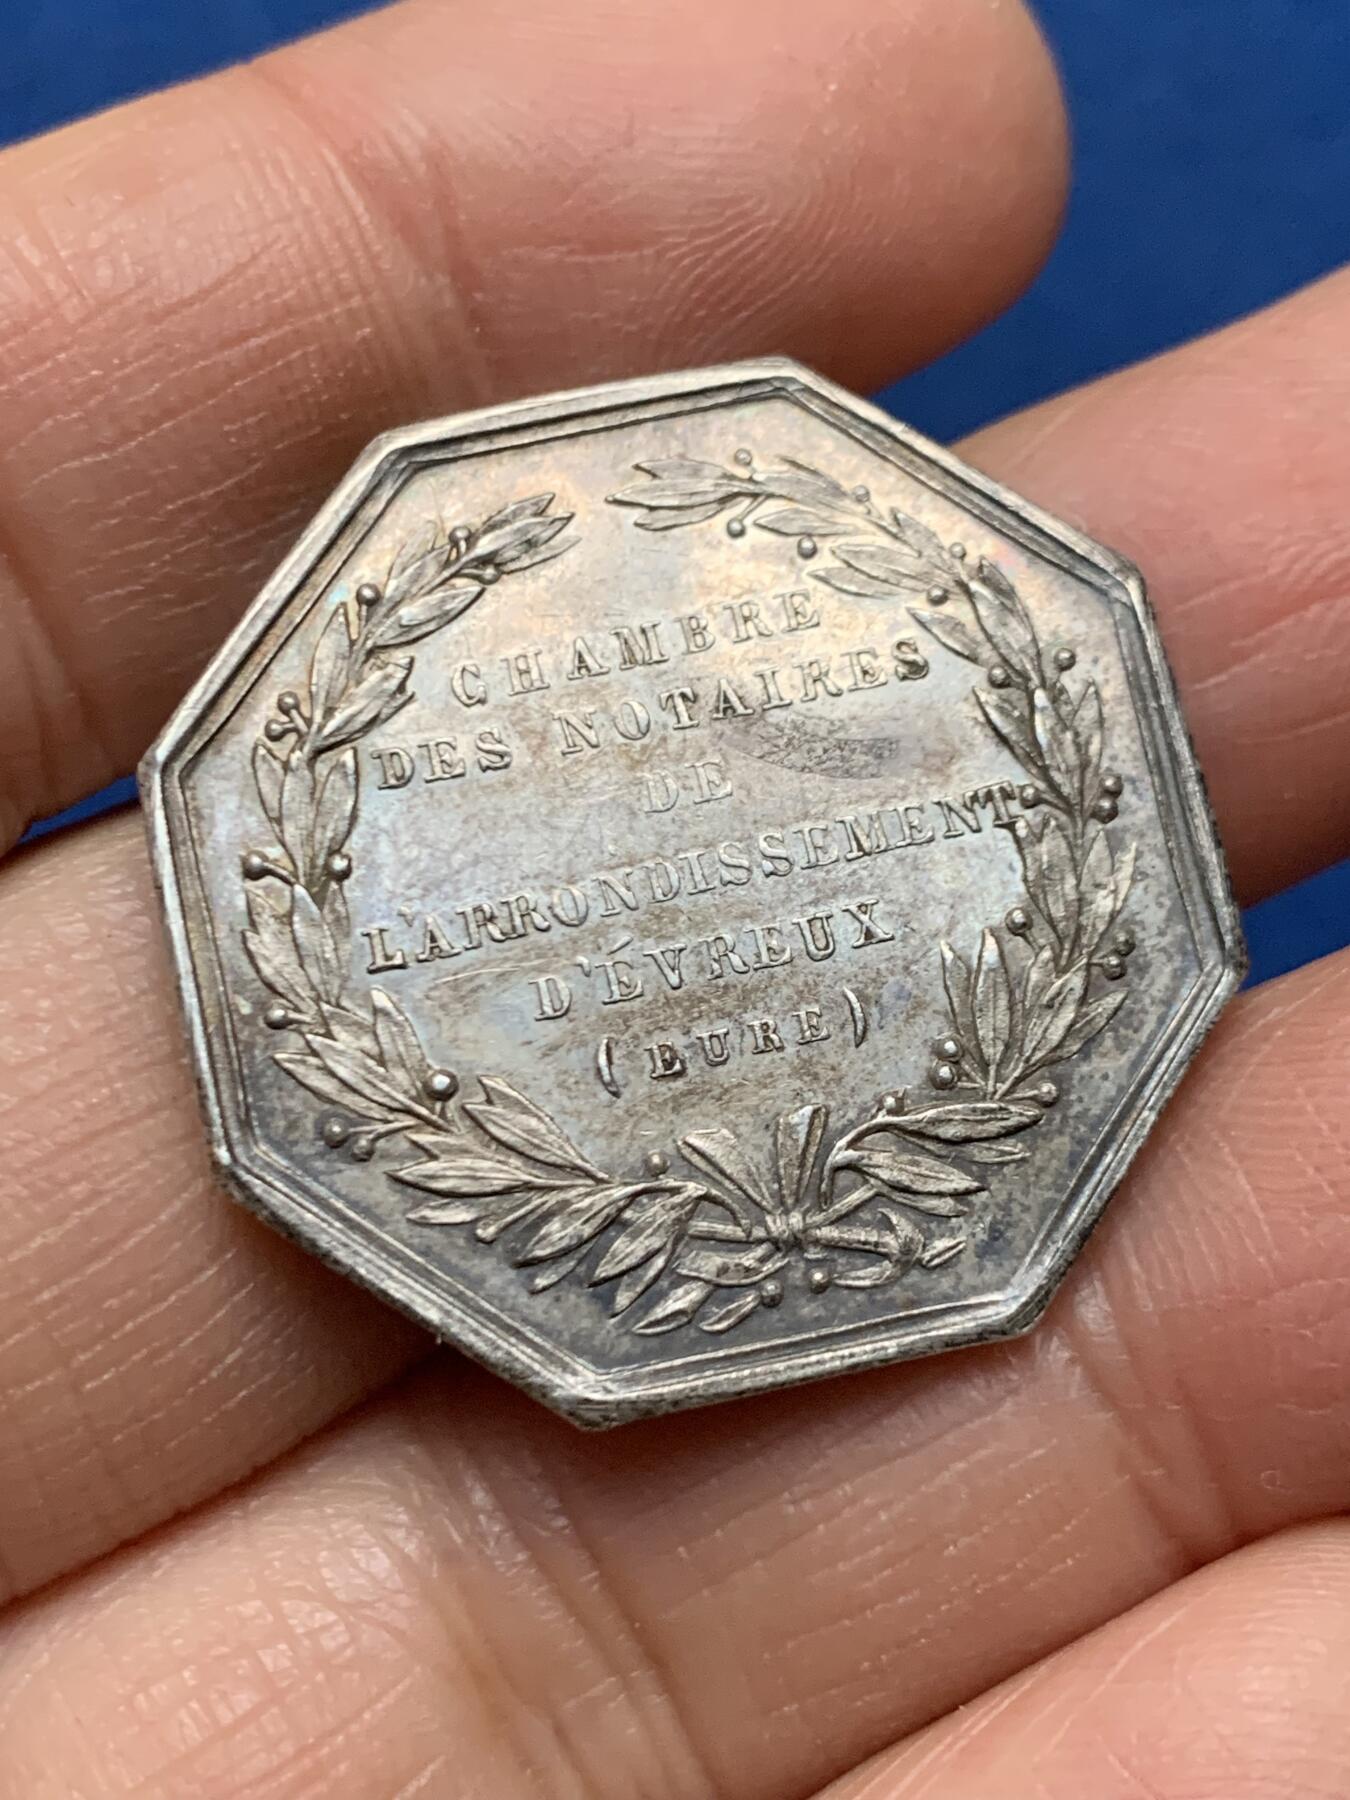 CHAMBRE
DES NOTAIRES
DE
L'ARRONDISSEMENT
D'ÉVREUX
(EURE)